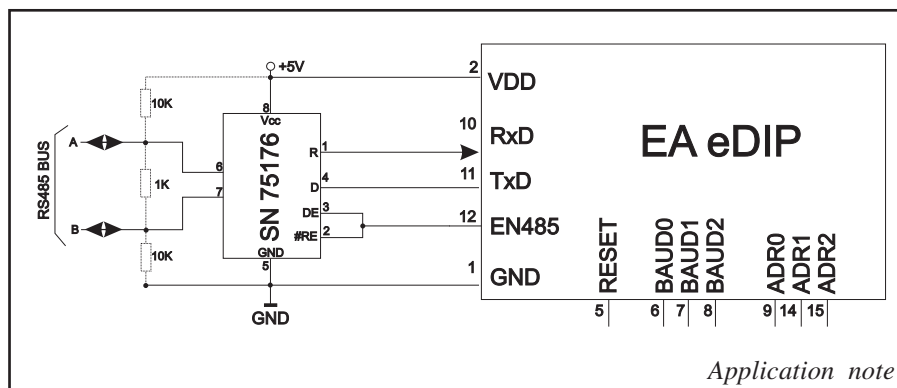 +5V
2
VDD
10K
8
Vcc
10
RxD
EA eDIP
RS485 BUS
A
6
R
1
11
TxD
1K
SN 75176
D
4
7
DE
3
12
EN485
B
#RE
2
10K
GND
5
1
GND
GND
RESET
BAUD0
BAUD1
BAUD2
ADR0
ADR1
ADR2
5
6
7
8
9
14
15
Application note